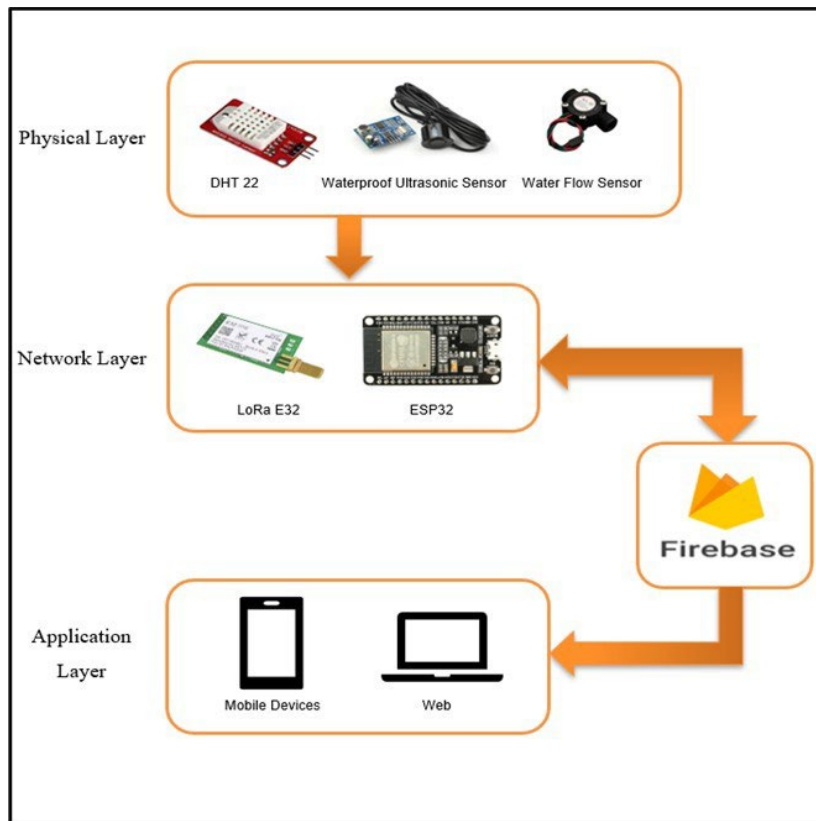 Physical Layer
DHT 22
Waterproof Ultrasonic Sensor
Water Flow Sensor
Network Layer
LoRa E32
ESP32
Firebase
Application
Layer
Mobile Devices
Web